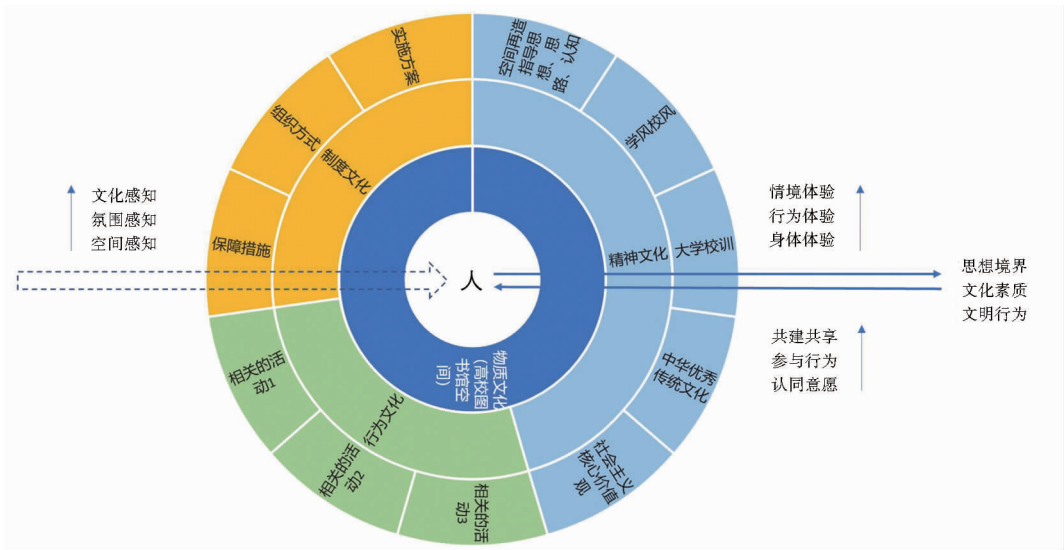 实施方案
组织方式
保障措施
制度文化
空间再造
指导思
想、思
路、认知
学风校风
大学校训
精神文化
中华优秀
传统文化
社会主义
核心价值
观
物质文化
(高校图
书馆空
间)
行为文化
相关的活
动1
相关的活
动2
相关的活
动3
人
文化感知
氛围感知
空间感知
情境体验
行为体验
身体体验
思想境界
文化素质
文明行为
共建共享
参与行为
认同意愿